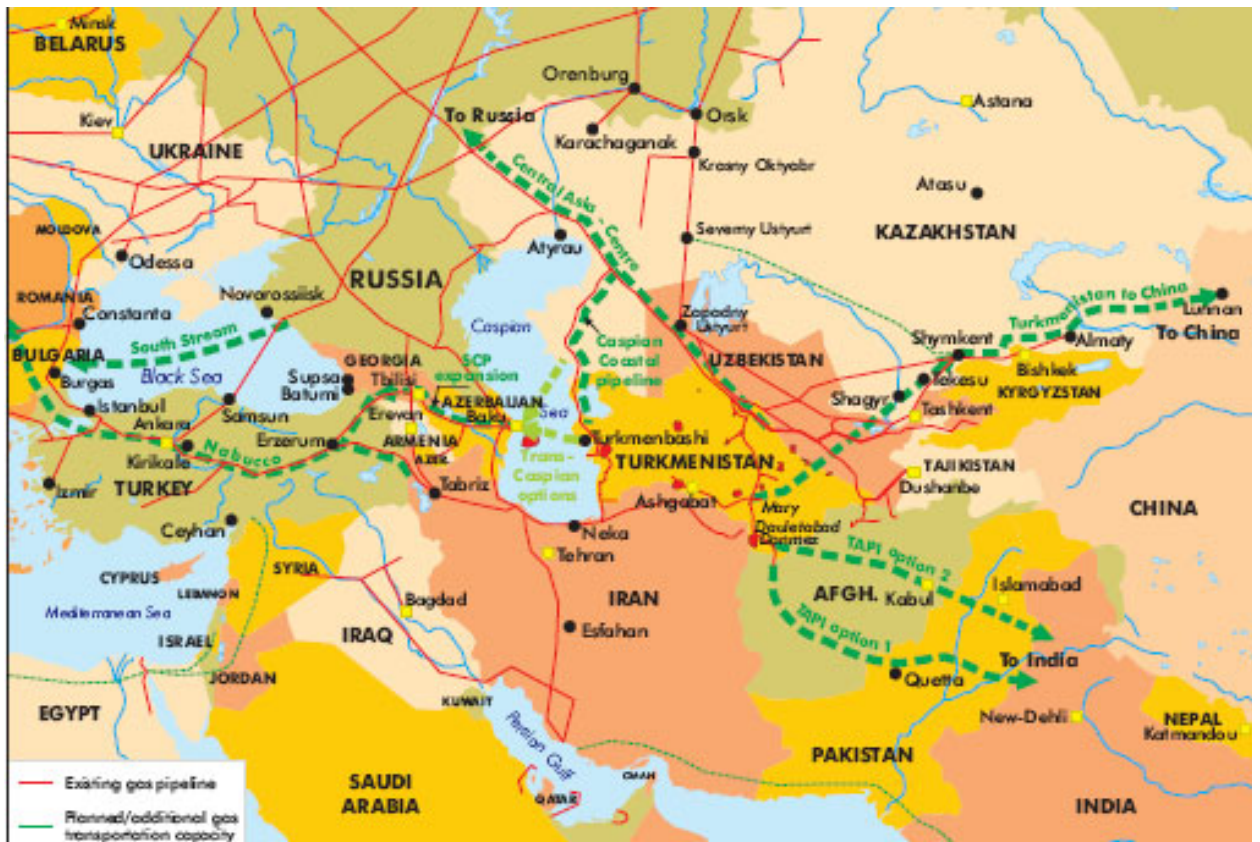 Minsk
BELARUS
Kiev
UKRAINE
MOLDOVA
Odessa
ROMANIA
Constanta
BULGARIA
Burgas
Istanbul
Ankara
Kirikale
Izmir
TURKEY
Ceyhan
South Stream
Black Sea
Samsun
Nabucco
Erzerum
Novorossiisk
RUSSIA
GEORGIA
Tbilisi
Supsa
Batumi
Erevan
ARMENIA
AZER.
SCP
expansion
AZERBAIJAN
Baku
Tabriz
Caspian
Sea
Trans-
Caspian
options
Caspian
Coastal
pipeline
Orenburg
To Russia
Karachaganak
Orsk
Krasny Oktyabr
Central Asia - Centre
Atyrau
Severny Ustyurt
Zapadny
Ustyurt
Astana
Atasu
KAZAKHSTAN
UZBEKISTAN
Shymkent
Turkmenistan to China
Lunnan
To China
Almaty
Bishkek
KYRGYZSTAN
Tashkent
TAJIKISTAN
Dushanbe
CHINA
Turkmenbashi
TURKMENISTAN
Ashgabat
Mary
Dauletabad
Neka
Tehran
IRAN
Esfahan
AFGH.
TAPI option 2
Kabul
Islamabad
TAPI option 1
To India
Quetta
New-Dehli
NEPAL
Katmandou
PAKISTAN
INDIA
CYPRUS
LEBANON
SYRIA
Mediterranean Sea
ISRAEL
Bagdad
IRAQ
JORDAN
KUWAIT
EGYPT
Persian Gulf
SAUDI
ARABIA
QATAR
OMAN
Existing gas pipeline
Planned/additional gas
transportation capacity